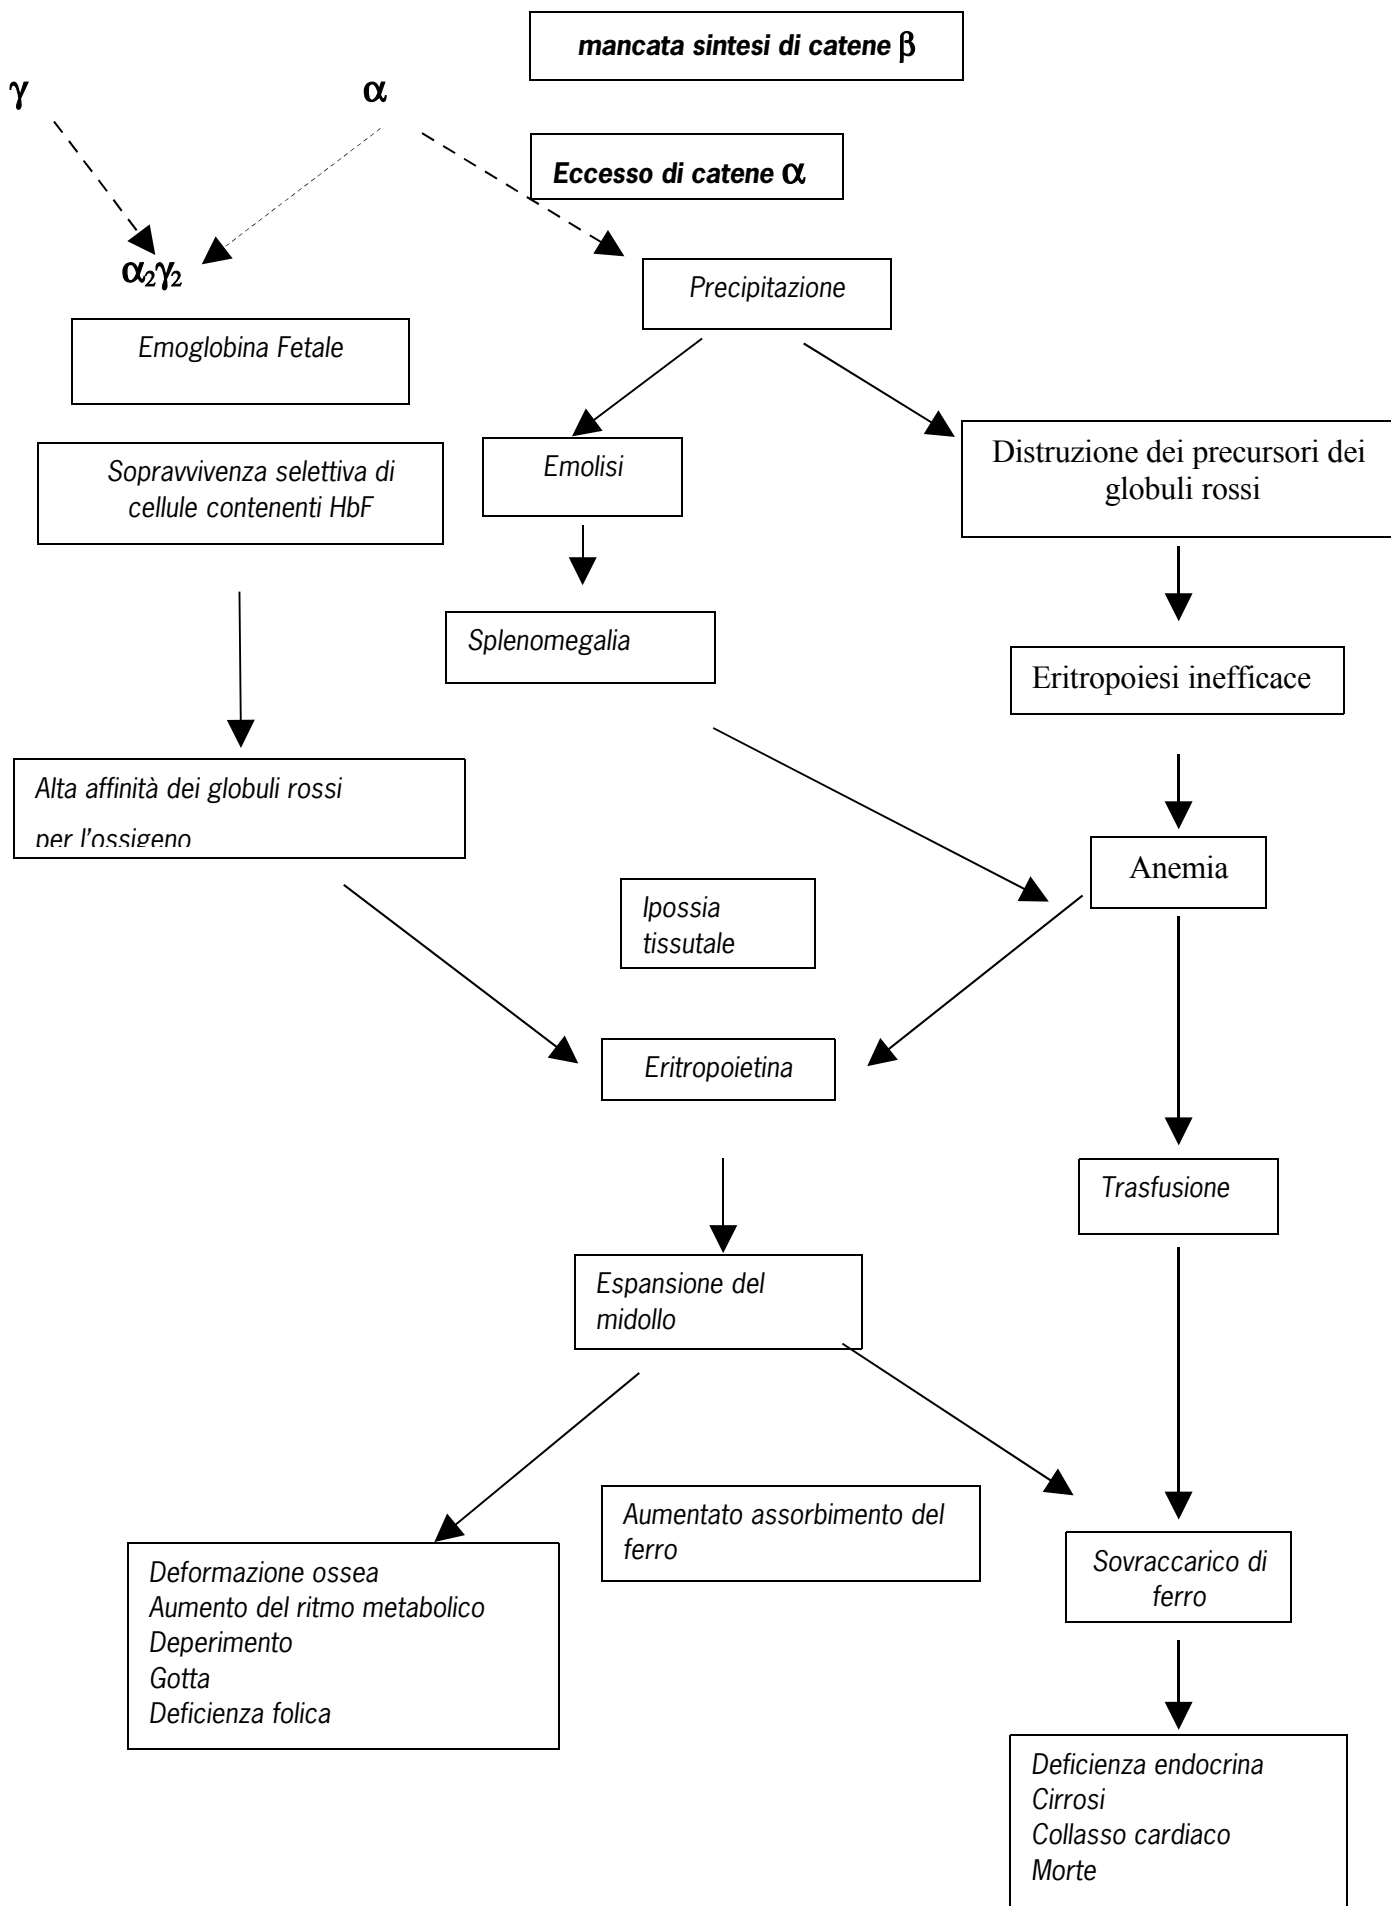 mancata sintesi di catene β
γ
α
Eccesso di catene α
α₂γ₂
Precipitazione
Emoglobina Fetale
Sopravvivenza selettiva di
cellule contenenti HbF
Emolisi
Distruzione dei precursori dei
globuli rossi
Splenomegalia
Eritropoiesi inefficace
Alta affinità dei globuli rossi
per l'ossigeno
Anemia
Ipossia
tissutale
Eritropoietina
Trasfusione
Espansione del
midollo
Aumentato assorbimento del
ferro
Sovraccarico di
ferro
Deformazione ossea
Aumento del ritmo metabolico
Deperimento
Gotta
Deficienza folica
Deficienza endocrina
Cirrosi
Collasso cardiaco
Morte